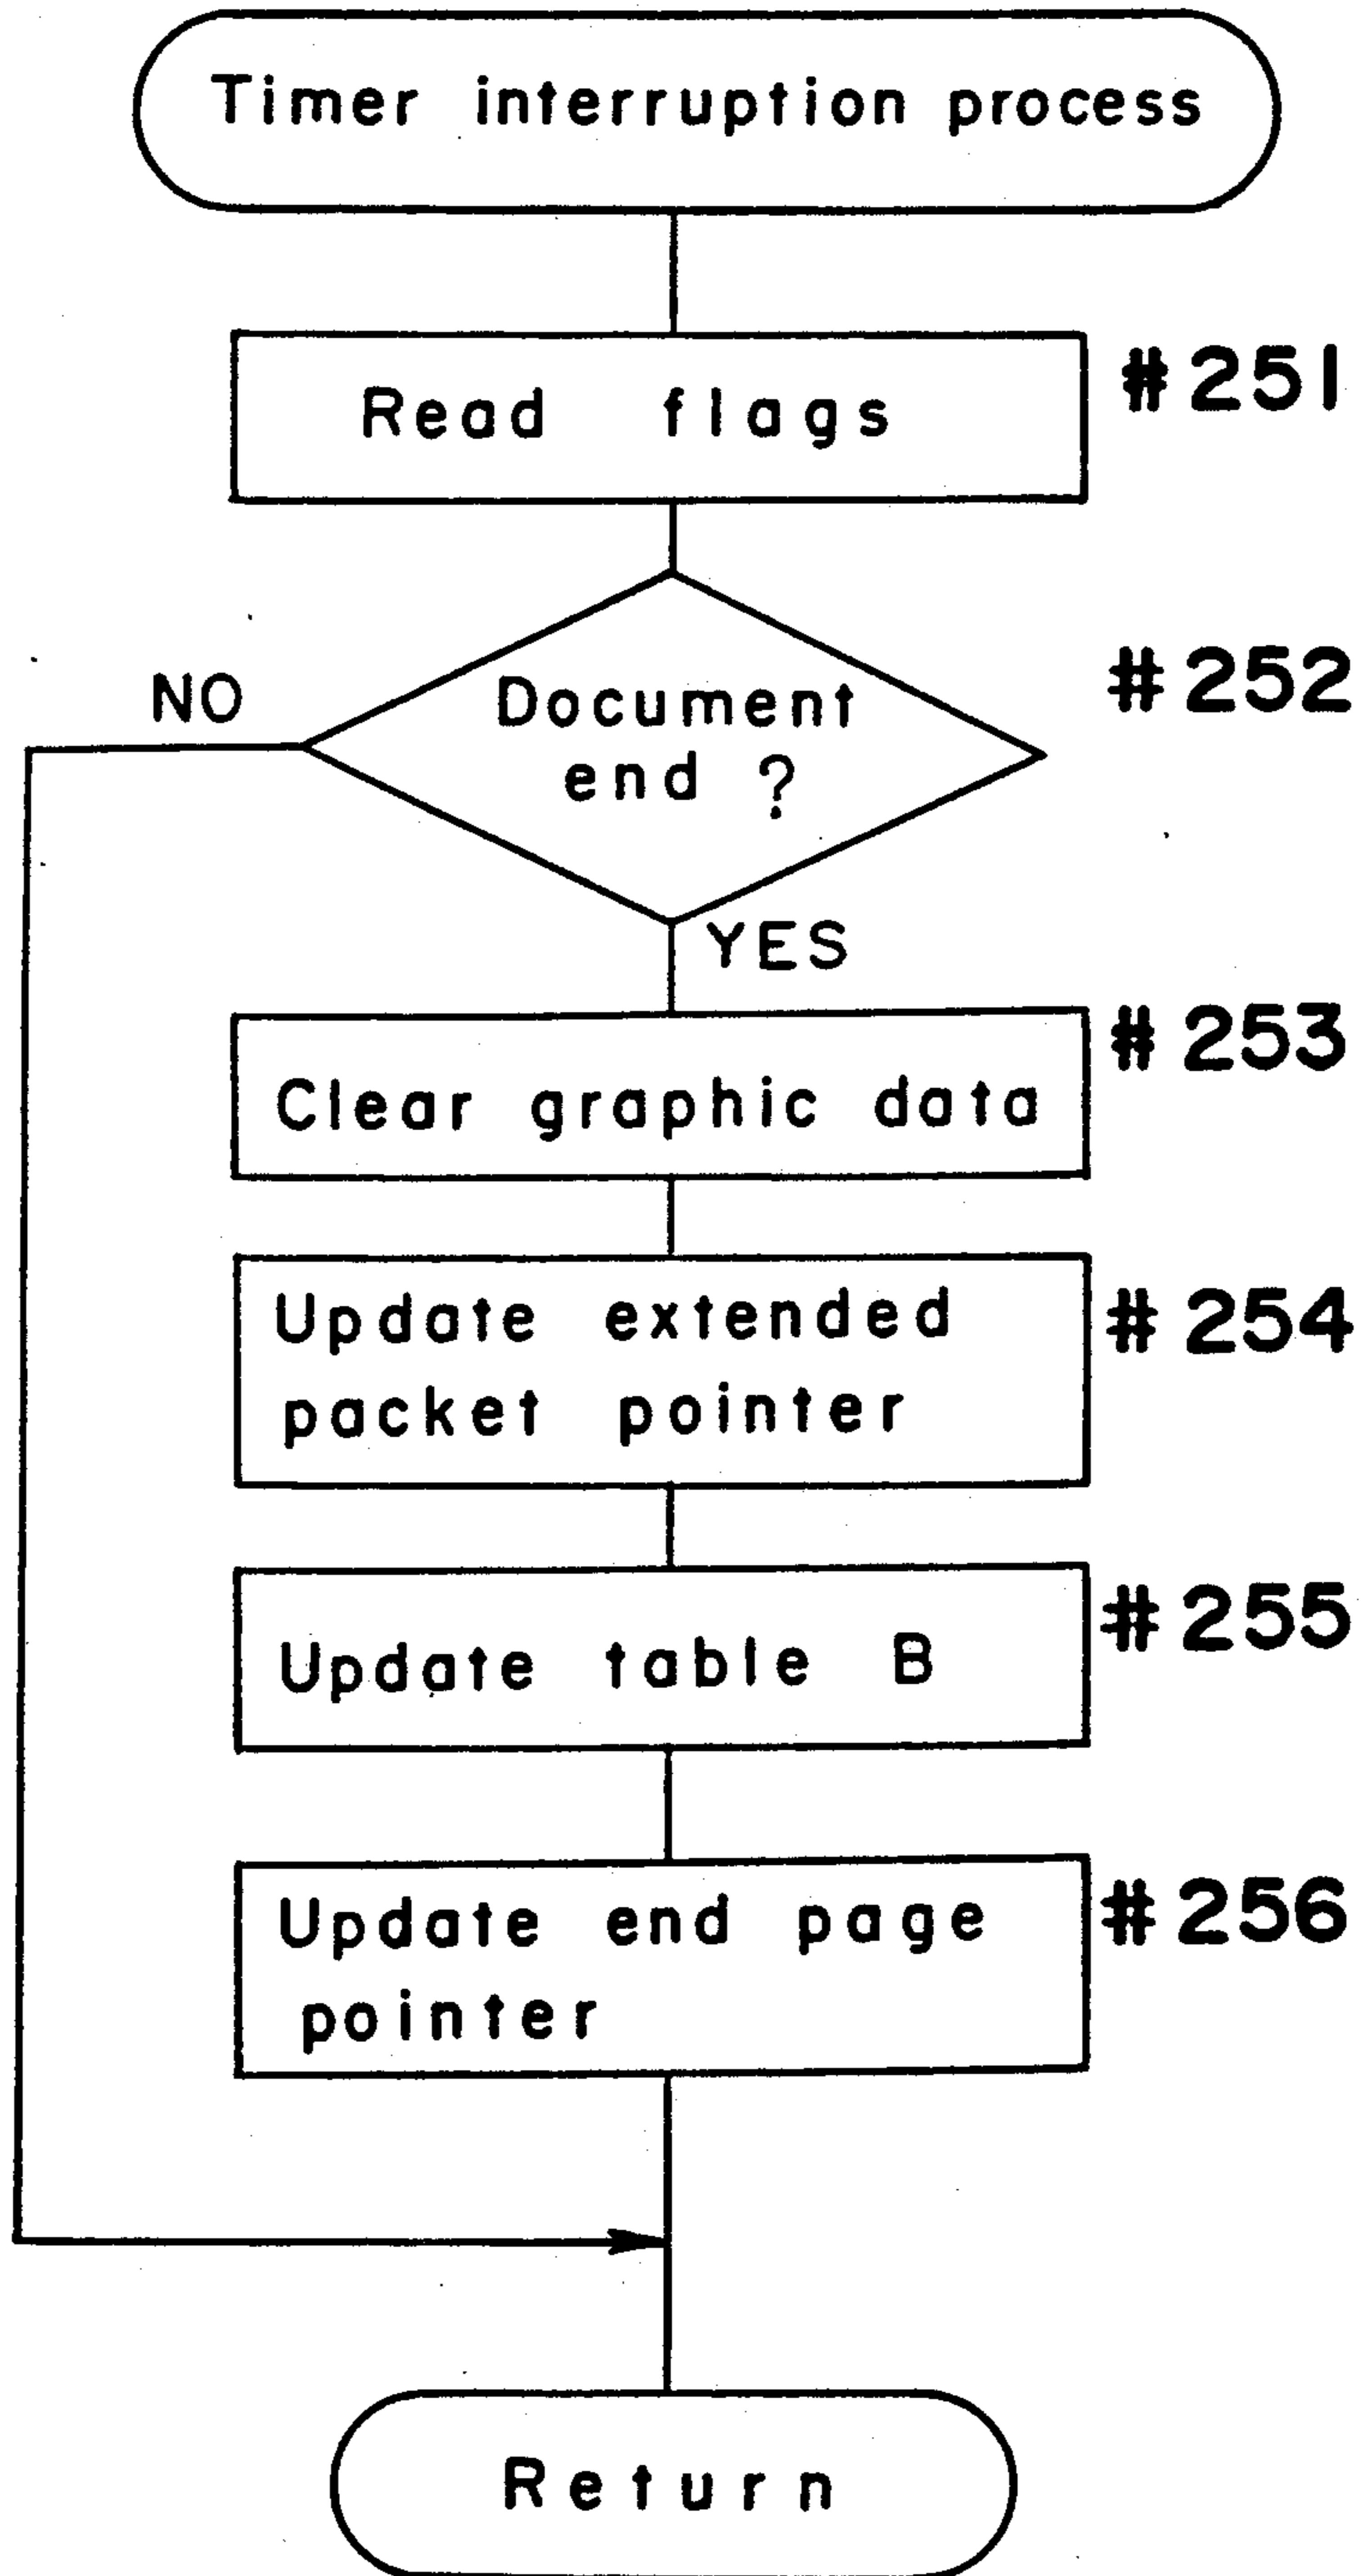 Timer interruption process
Read flags
#251
Document
end ?
#252
NO
YES
Clear graphic data
#253
Update extended
packet pointer
#254
Update table B
#255
Update end page
pointer
#256
Return